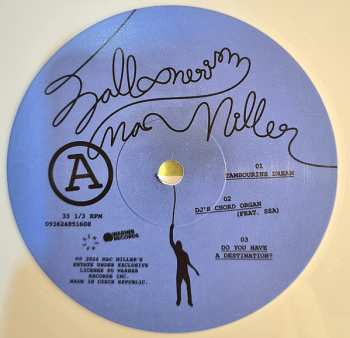 Balloonerism
Mac Miller
A
33 1/3 RPM
093624851608
WARNER
RECORDS
MAC MILLER'S
ESTATE UNDER EXCLUSIVE
LICENSE TO WARNER
RECORDS INC.
MADE IN CZECH REPUBLIC.
01
TAMBOURINE DREAM
02
DJ'S CHORD ORGAN
(FEAT. SZA)
03
DO YOU HAVE
A DESTINATION?